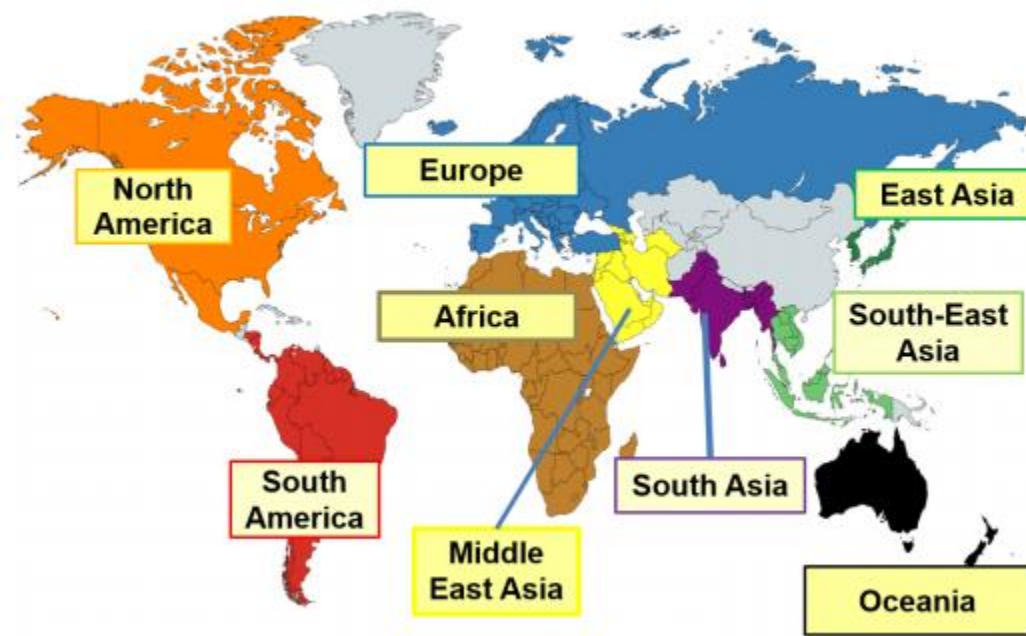 Europe
North
America
East Asia
Africa
South-East
Asia
South
America
South Asia
Middle
East Asia
Oceania